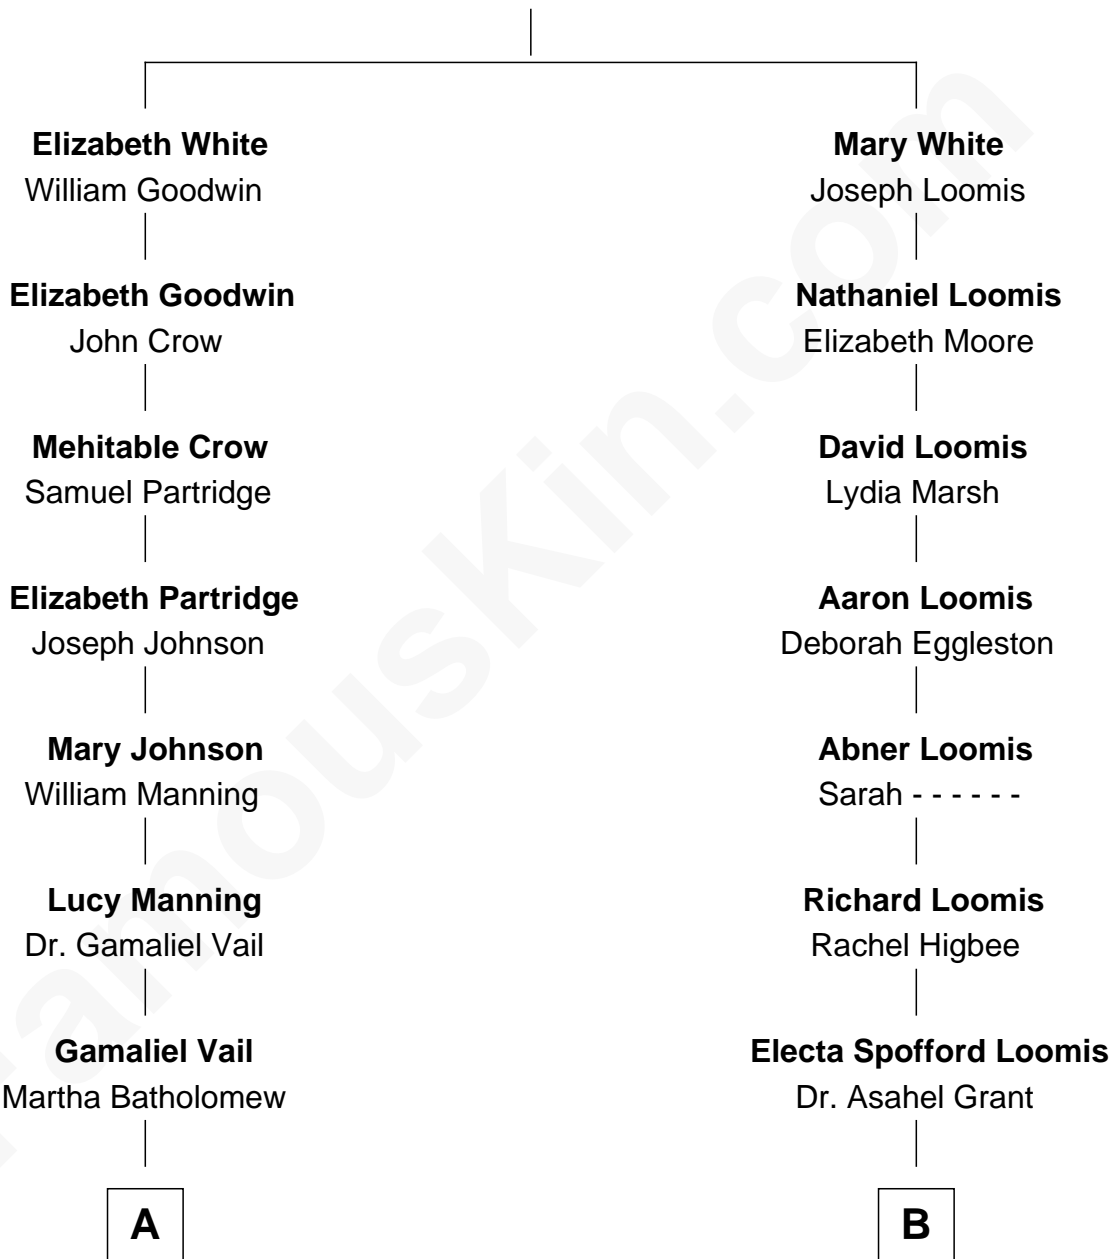 Elizabeth White
William Goodwin
Elizabeth Goodwin
John Crow
Mehitable Crow
Samuel Partridge
Elizabeth Partridge
Joseph Johnson
Mary Johnson
William Manning
Lucy Manning
Dr. Gamaliel Vail
Gamaliel Vail
Martha Batholomew
A
Mary White
Joseph Loomis
Nathaniel Loomis
Elizabeth Moore
David Loomis
Lydia Marsh
Aaron Loomis
Deborah Eggleston
Abner Loomis
Sarah - - - - - -
Richard Loomis
Rachel Higbee
Electa Spofford Loomis
Dr. Asahel Grant
B
FamousKin.com